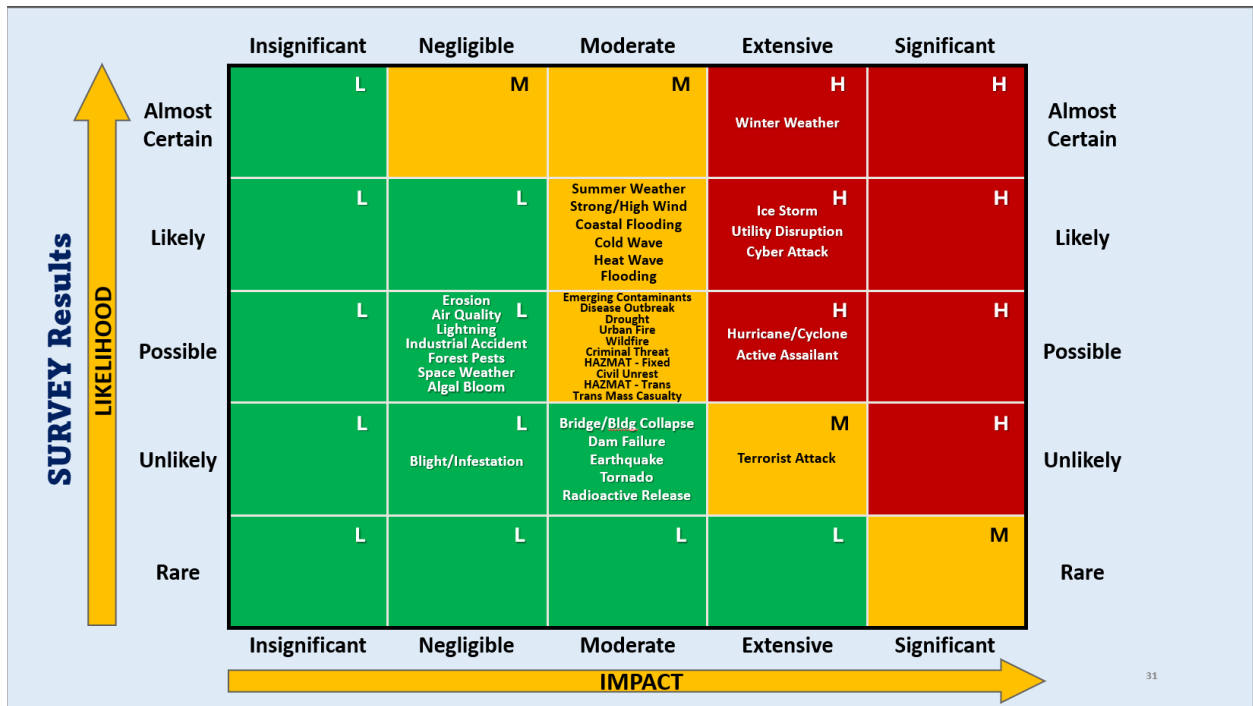 Insignificant Negligible Moderate Extensive Significant
Almost Certain
L
M
M
H
Winter Weather
H
Almost Certain
Likely
L
L
Summer Weather
Strong/High Wind
Coastal Flooding
Cold Wave
Heat Wave
Flooding
H
Ice Storm
Utility Disruption
Cyber Attack
H
Likely
Possible
L
Erosion
Air Quality L
Lightning
Industrial Accident
Forest Pests
Space Weather
Algal Bloom
Emerging Contaminants
Disease Outbreak
Drought
Urban Fire
Wildfire
Criminal Threat
HAZMAT - Fixed
Civil Unrest
HAZMAT - Trans
Trans Mass Casualty
H
Hurricane/Cyclone
Active Assailant
H
Possible
Unlikely
L
L
Blight/Infestation
Bridge/Bldg Collapse
Dam Failure
Earthquake
Tornado
Radioactive Release
M
Terrorist Attack
H
Unlikely
Rare
L
L
L
L
M
Rare
Insignificant Negligible Moderate Extensive Significant
SURVEY Results
LIKELIHOOD
IMPACT
31